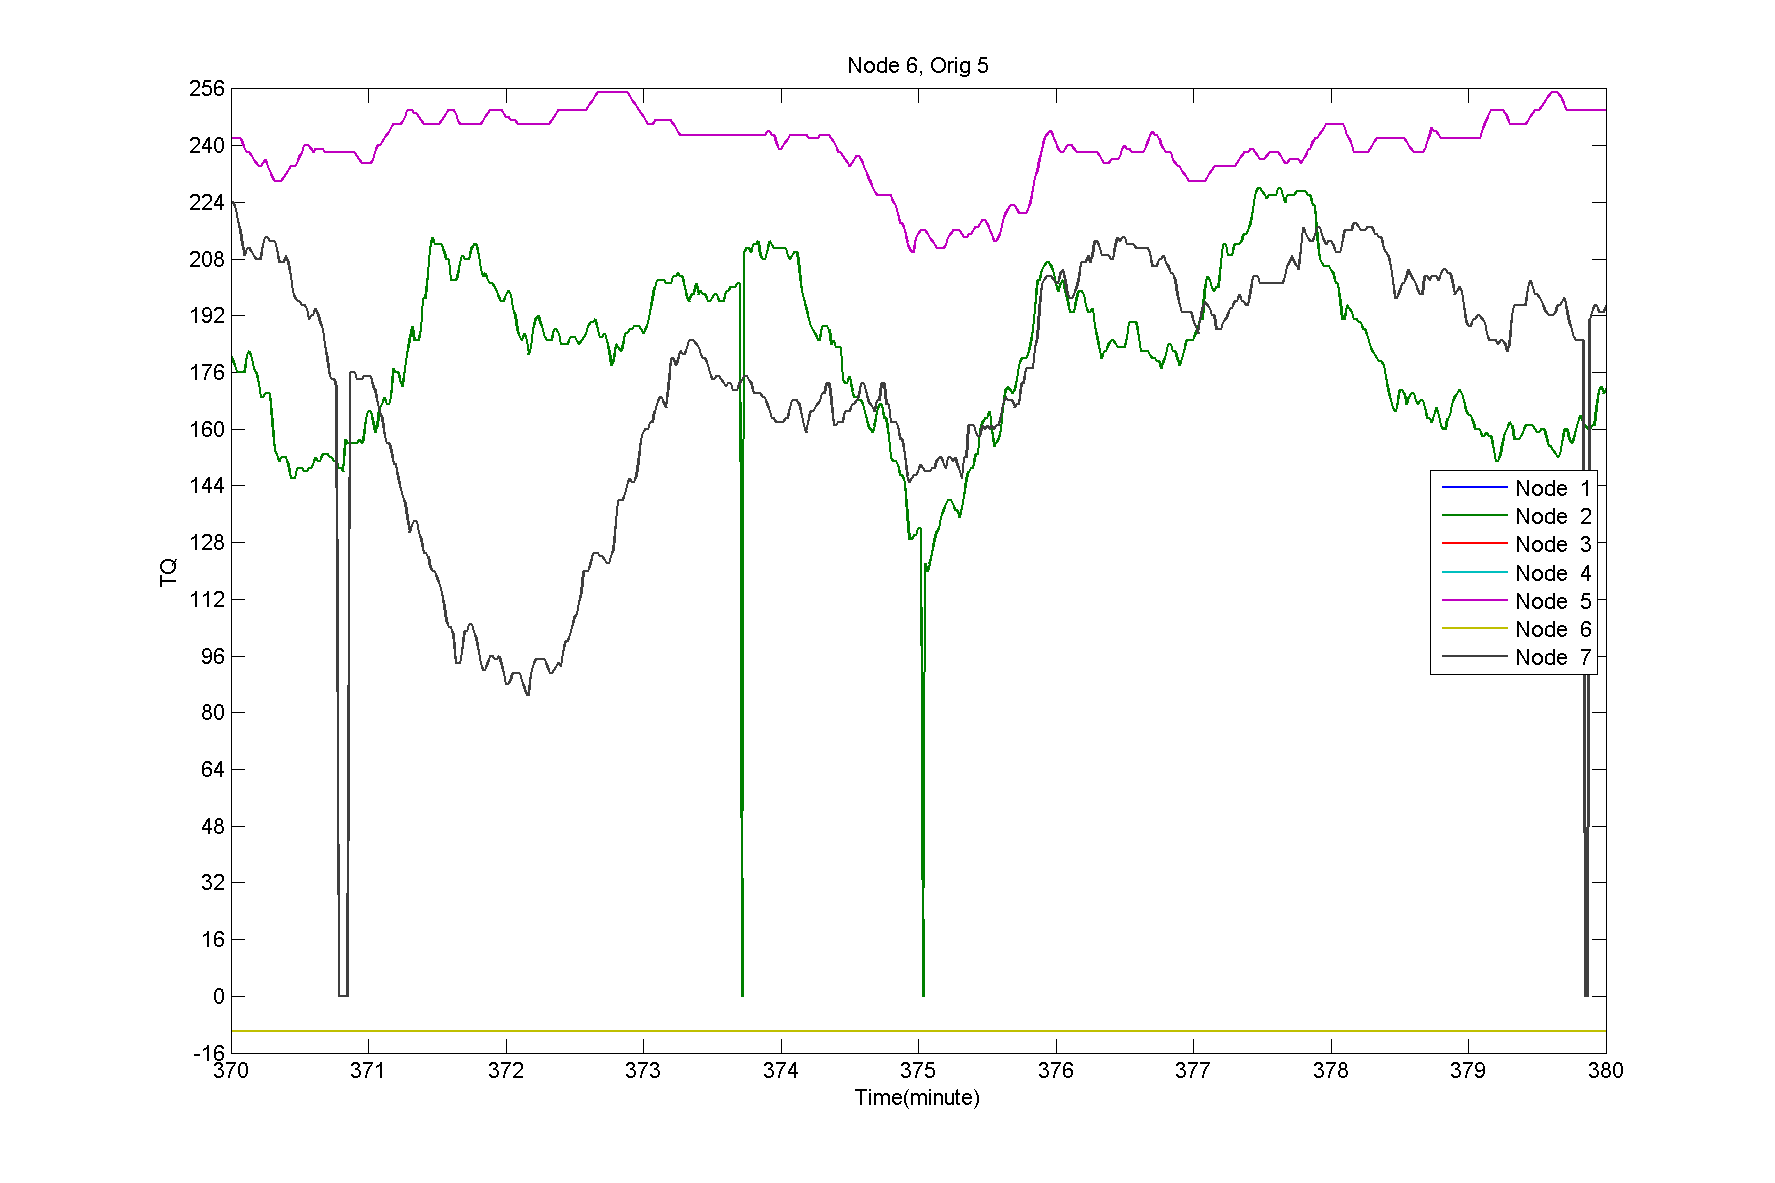 Node 6, Orig 5
256
240
224
208
192
176
160
144
128
112
96
80
64
48
32
16
0
-16
TQ
370 371 372 373 374 375 376 377 378 379 380
Time(minute)
Node 1
Node 2
Node 3
Node 4
Node 5
Node 6
Node 7